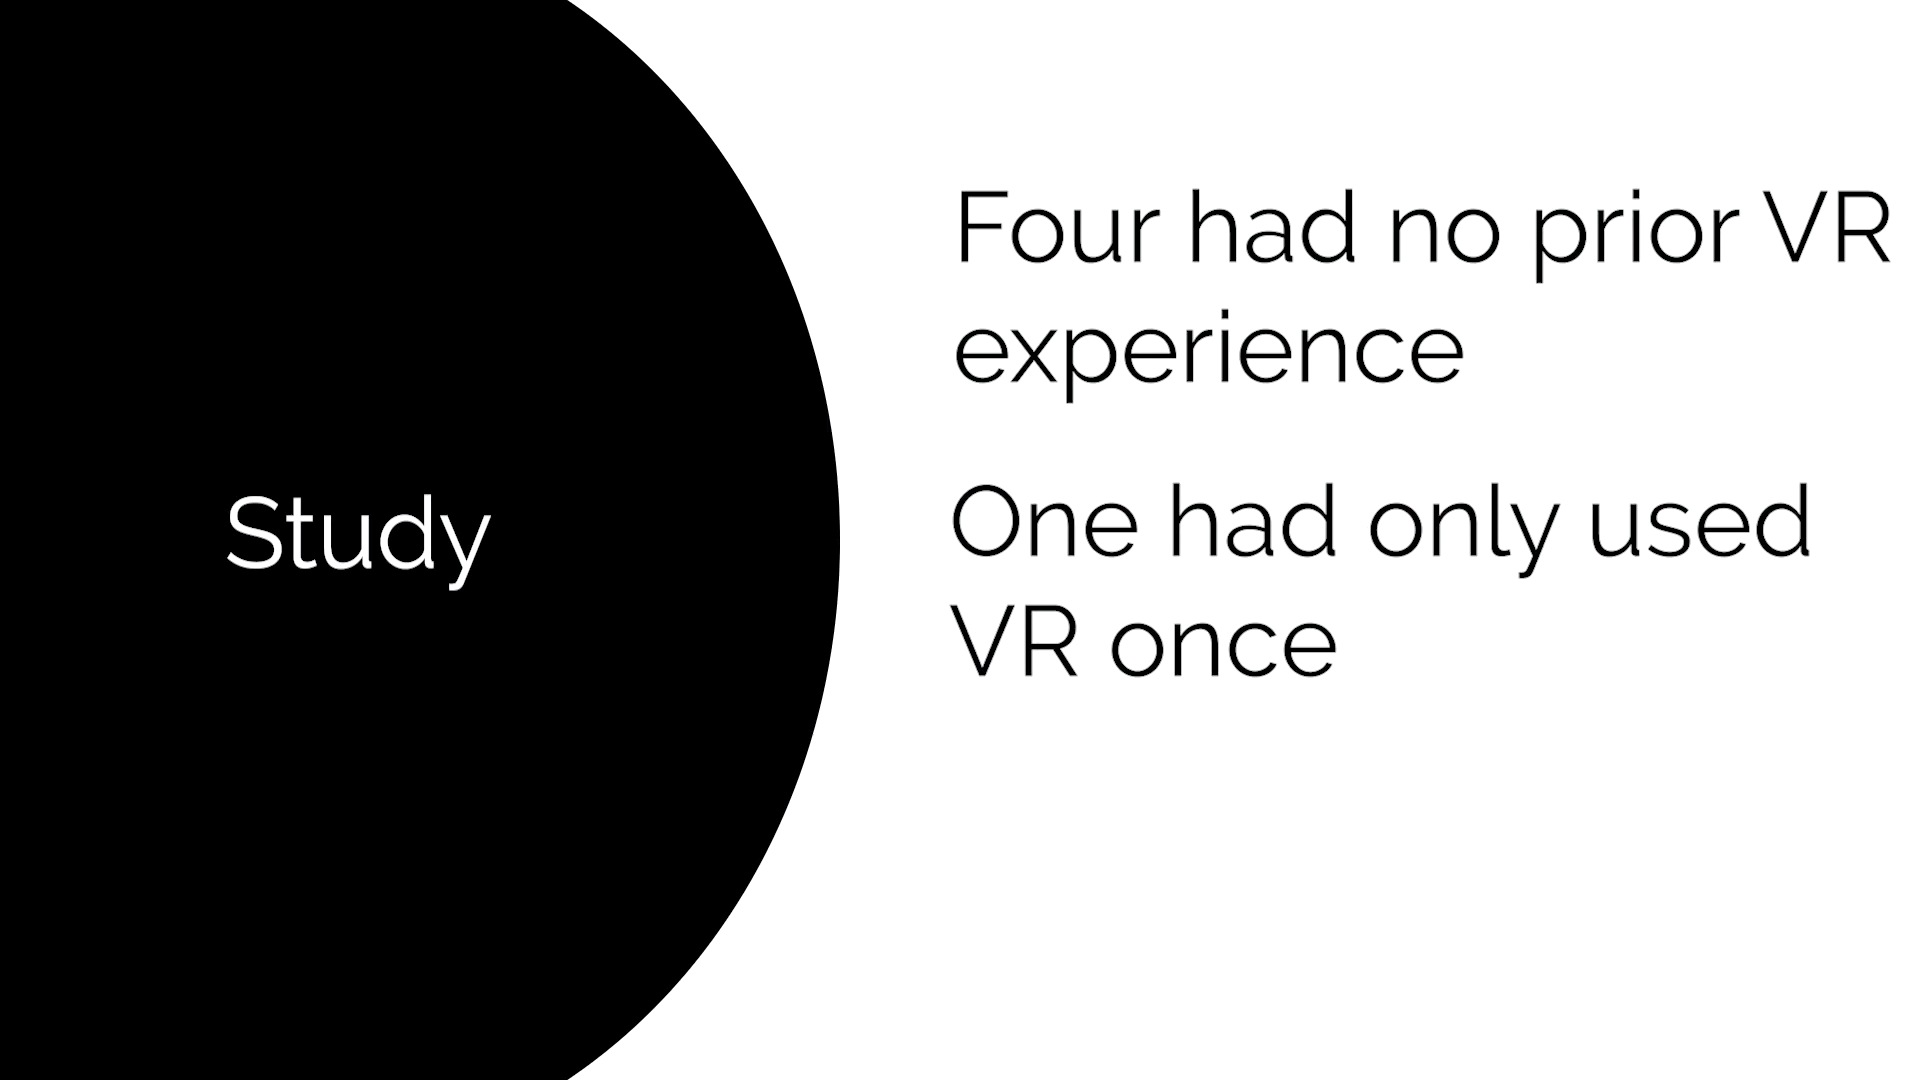 Study
Four had no prior VR
experience
One had only used
VR once